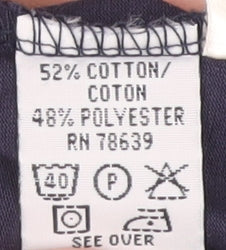 52% COTTON/
COTON
48% POLYESTER
RN 78639
40 P
SEE OVER